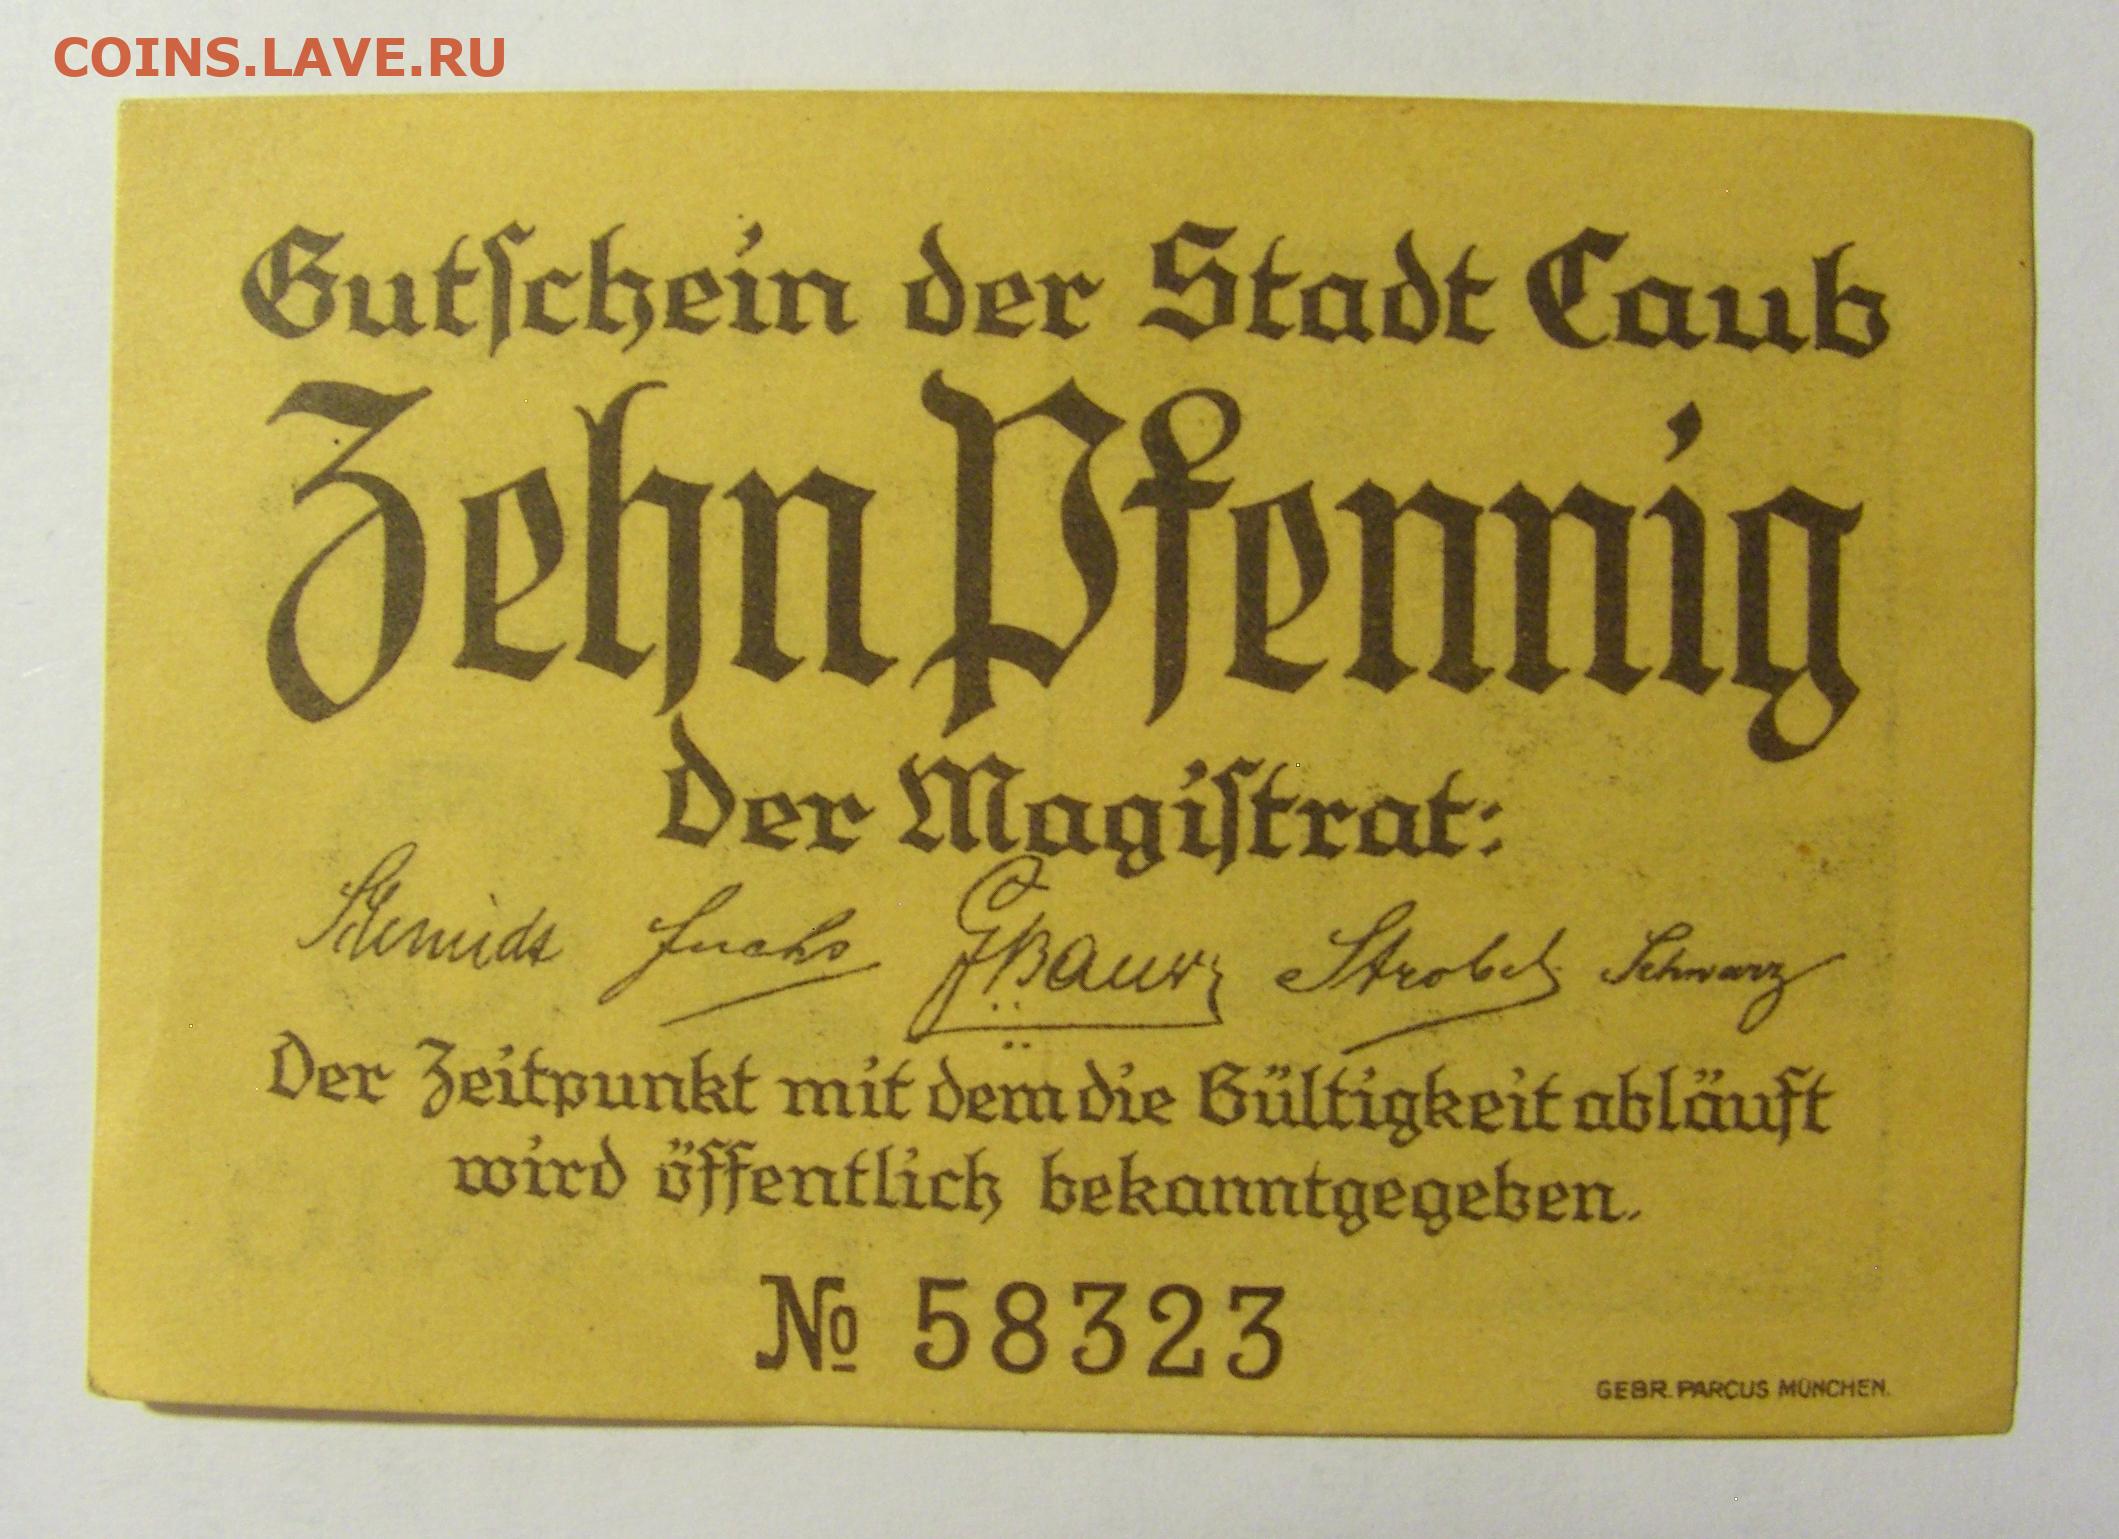 COINS.LAVE.RU
Gutschein der Stadt Caub
Zehn Pfennig
Der Magistrat:
Schmidt Fuchs Bauer Strobel Schwarz
Der Zeitpunkt mit dem die Gültigkeit abläuft
wird öffentlich bekanntgegeben.
№ 58323
GEBR. PARCUS MÜNCHEN.